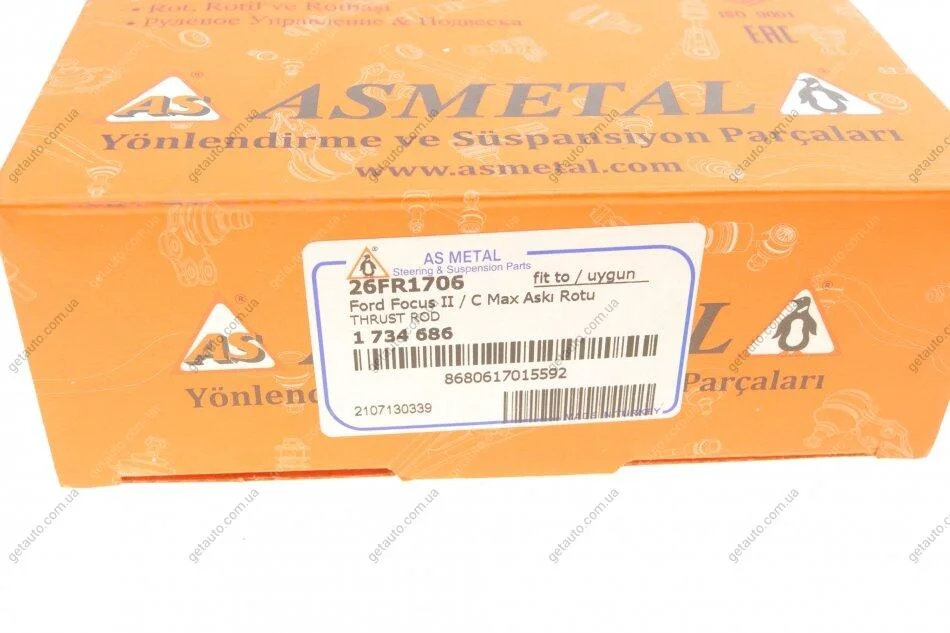 • Rot, Rotil ve Rotbaşı
• Рулевое Управление & Подвеска
ISO 9001
EAC
AS ® ASMETAL ®
Yönlendirme ve Süspansiyon Parçaları
www.asmetal.com
AS METAL
Steering & Suspension Parts
26FR1706 fit to / uygun
Ford Focus II / C Max Askı Rotu
THRUST ROD
1 734 686
8680617015592
2107130339
MADE IN TURKEY
AS ® ASMETAL ®
Yönlend Parçaları
getauto.com.ua